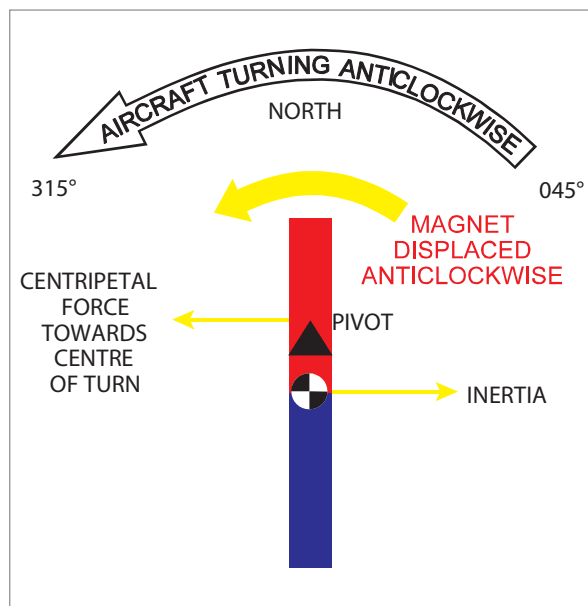 AIRCRAFT TURNING ANTICLOCKWISE
NORTH
315°
045°
MAGNET
DISPLACED
ANTICLOCKWISE
CENTRIPETAL
FORCE
TOWARDS
CENTRE
OF TURN
PIVOT
INERTIA